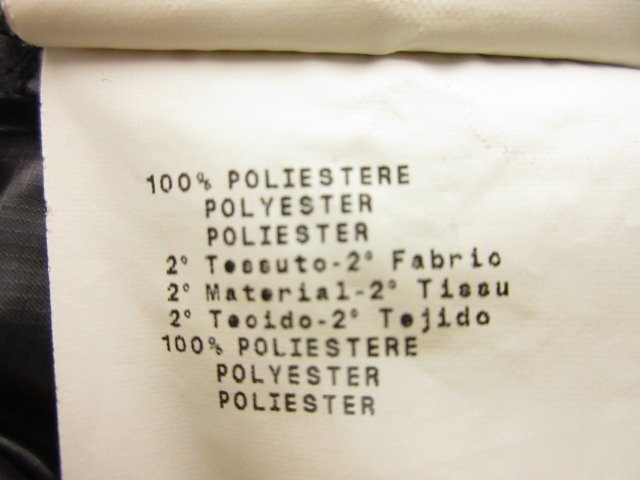 100% POLIESTERE
POLYESTER
POLIESTER
2° Tessuto-2° Fabric
2° Material-2° Tissu
2° Tecido-2° Tejido
100% POLIESTERE
POLYESTER
POLIESTER